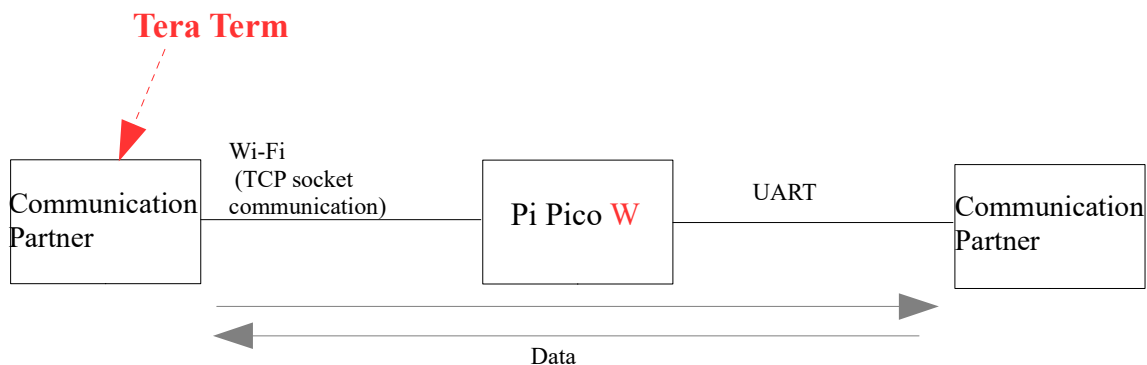 Tera Term
Wi-Fi
(TCP socket
communication)
Communication
Partner
Pi Pico W
UART
Communication
Partner
Data